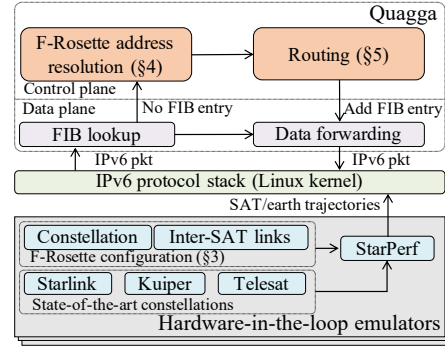 Quagga
F-Rosette address
resolution (§4)
Routing (§5)
Control plane
Data plane
No FIB entry
Add FIB entry
FIB lookup
Data forwarding
IPv6 pkt
IPv6 pkt
IPv6 protocol stack (Linux kernel)
SAT/earth trajectories
Constellation
Inter-SAT links
StarPerf
F-Rosette configuration (§3)
Starlink
Kuiper
Telesat
State-of-the-art constellations
Hardware-in-the-loop emulators